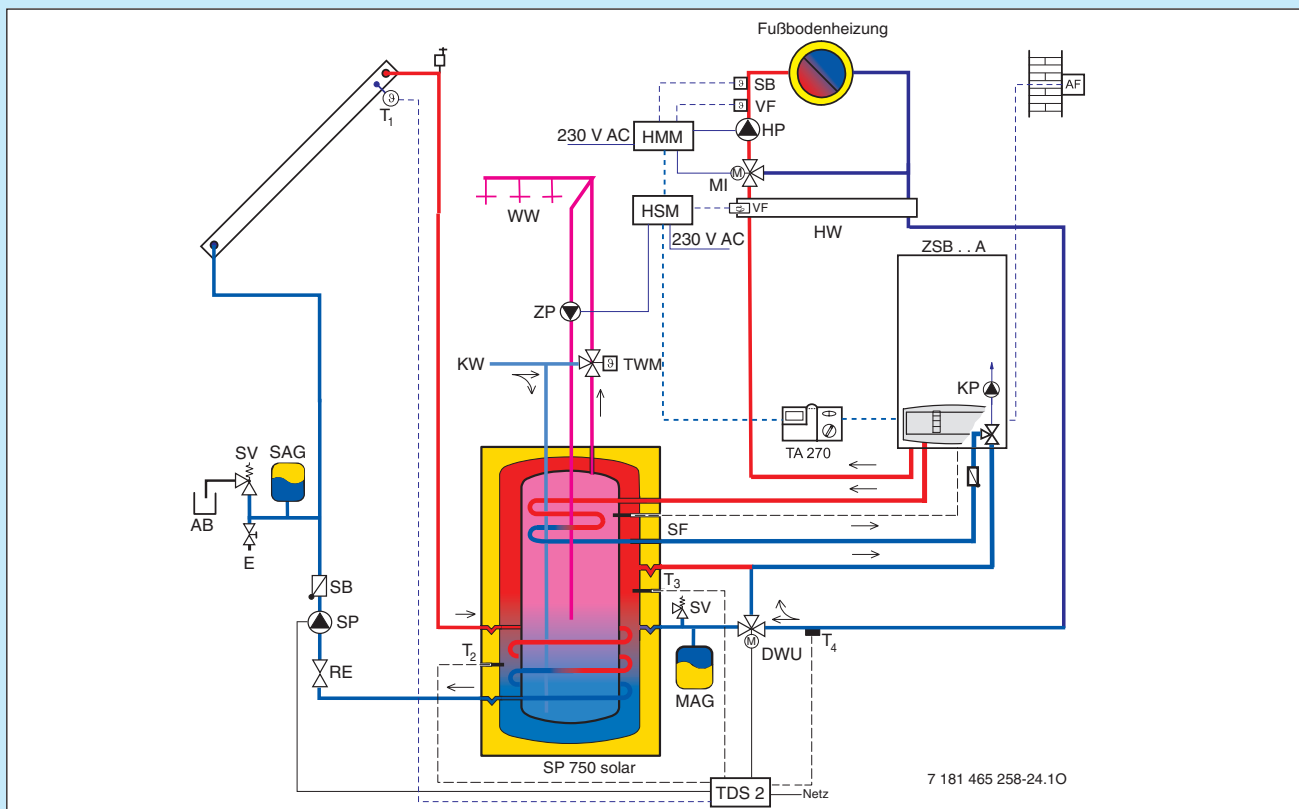 Fußbodenheizung
SB
VF
AF
T1
230 V AC
HMM
HP
MI
WW
HSM
VF
230 V AC
HW
ZSB . . A
ZP
KW
TWM
KP
TA 270
SV
SAG
AB
E
SF
SB
T3
SV
SP
T2
DWU
T4
RE
MAG
SP 750 solar
TDS 2
Netz
7 181 465 258-24.1O
M
M
ϑ
ϑ
ϑ
ϑ